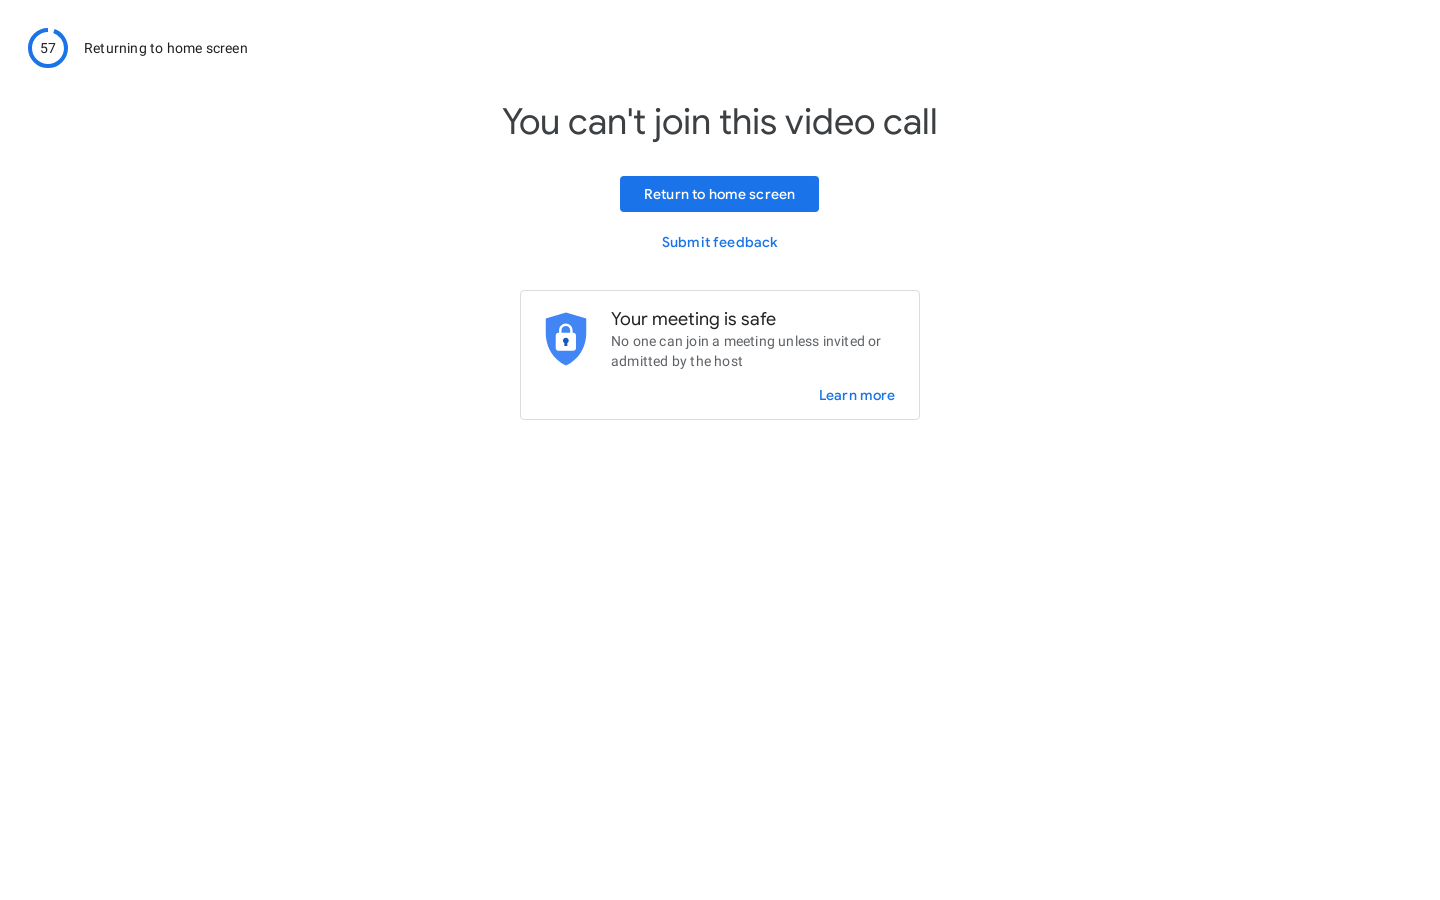 57
Returning to home screen
You can't join this video call
Return to home screen
Submit feedback
Your meeting is safe
No one can join a meeting unless invited or
admitted by the host
Learn more